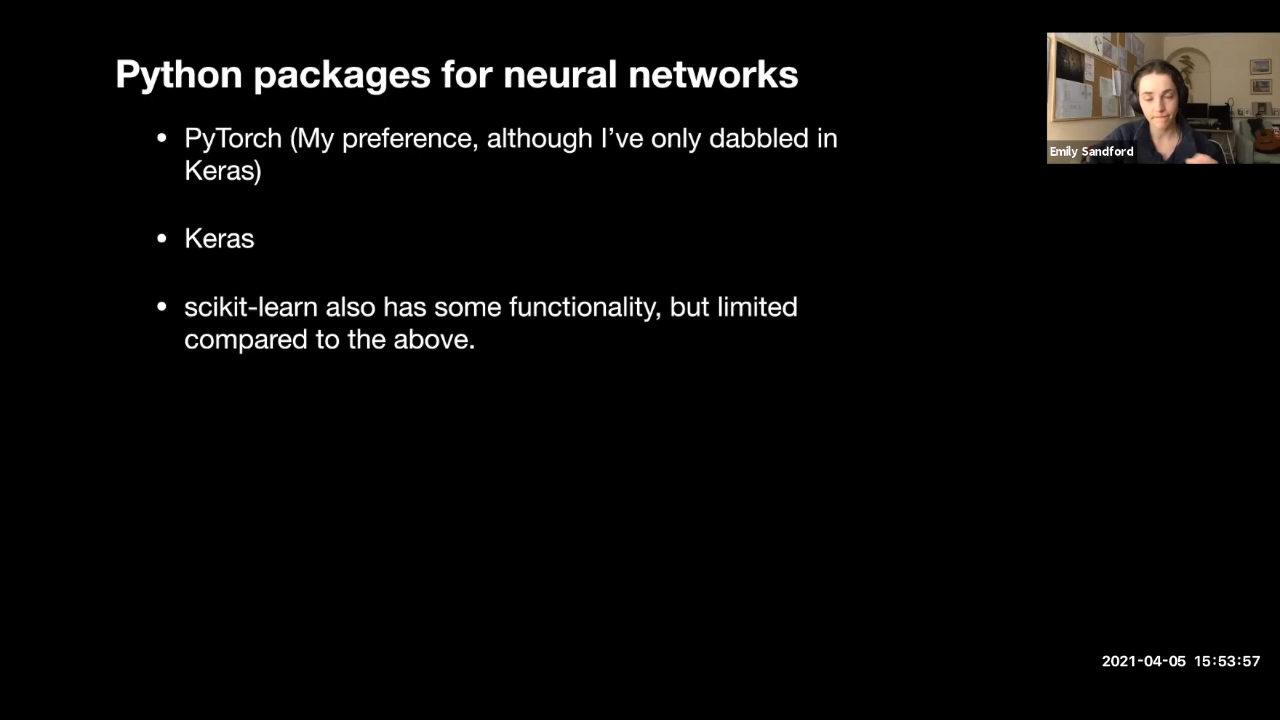 Python packages for neural networks
• PyTorch (My preference, although I’ve only dabbled in
Keras)
• Keras
• scikit-learn also has some functionality, but limited
compared to the above.
Emily Sandford
2021-04-05 15:53:57